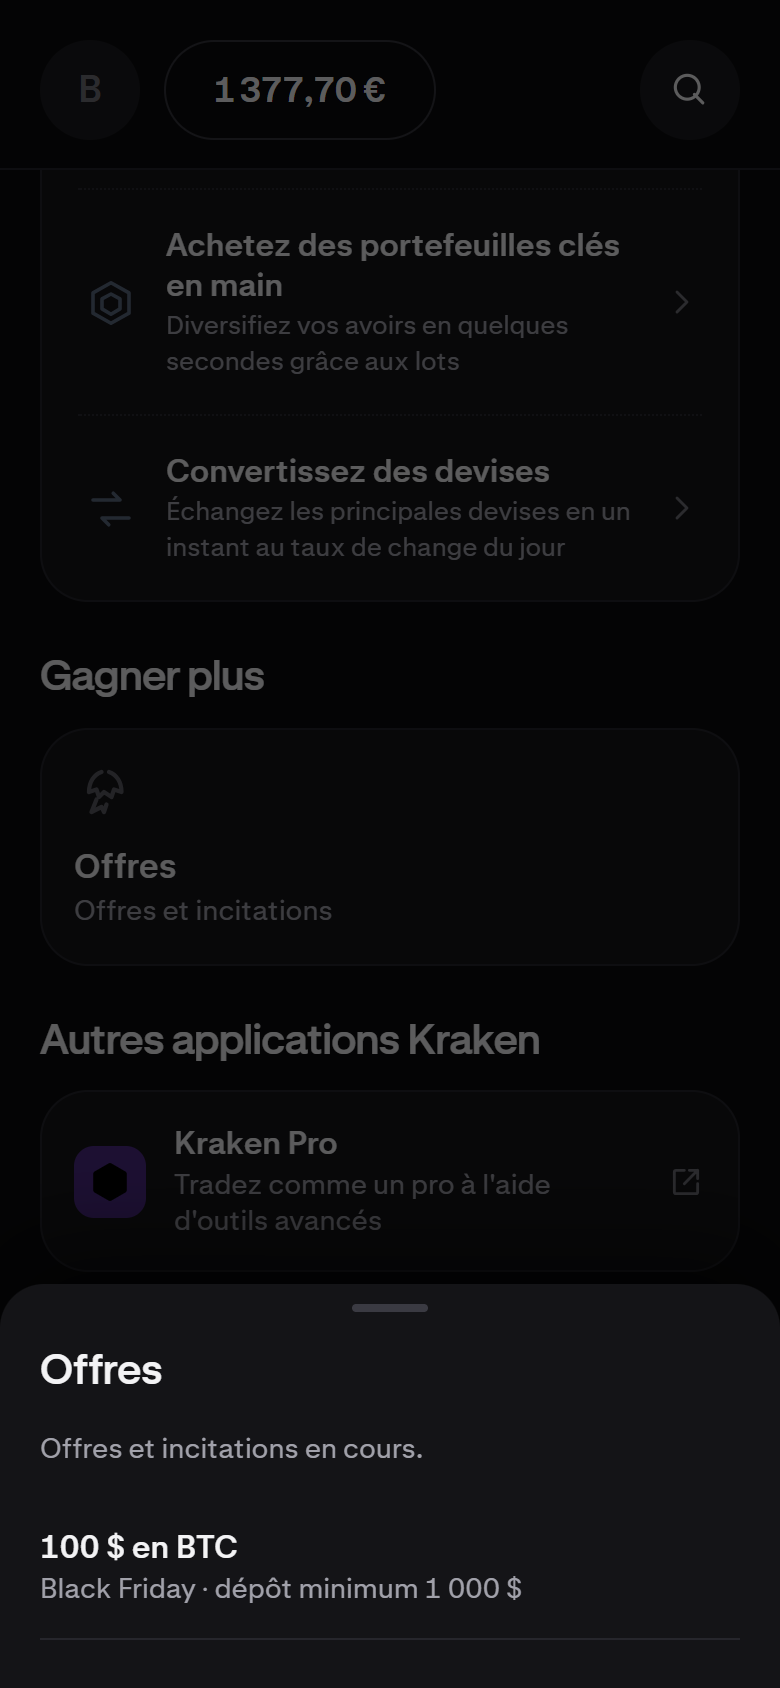 B
1 377,70 €
Achetez des portefeuilles clés
en main
Diversifiez vos avoirs en quelques
secondes grâce aux lots
Convertissez des devises
Échangez les principales devises en un
instant au taux de change du jour
Gagner plus
Offres
Offres et incitations
Autres applications Kraken
Kraken Pro
Tradez comme un pro à l'aide
d'outils avancés
Offres
Offres et incitations en cours.
100 $ en BTC
Black Friday · dépôt minimum 1 000 $